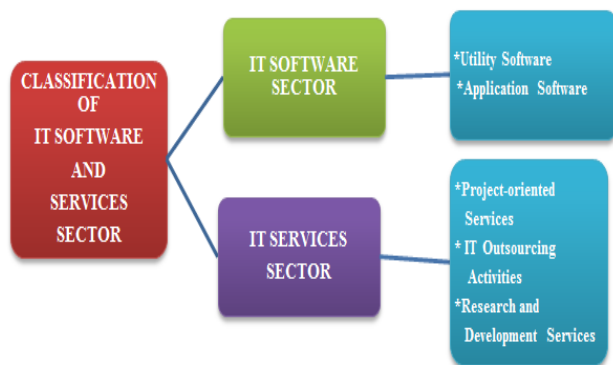 CLASSIFICATION
OF
IT SOFTWARE
AND
SERVICES
SECTOR
IT SOFTWARE
SECTOR
*Utility Software
*Application Software
IT SERVICES
SECTOR
*Project-oriented
Services
* IT Outsourcing
Activities
*Research and
Development Services